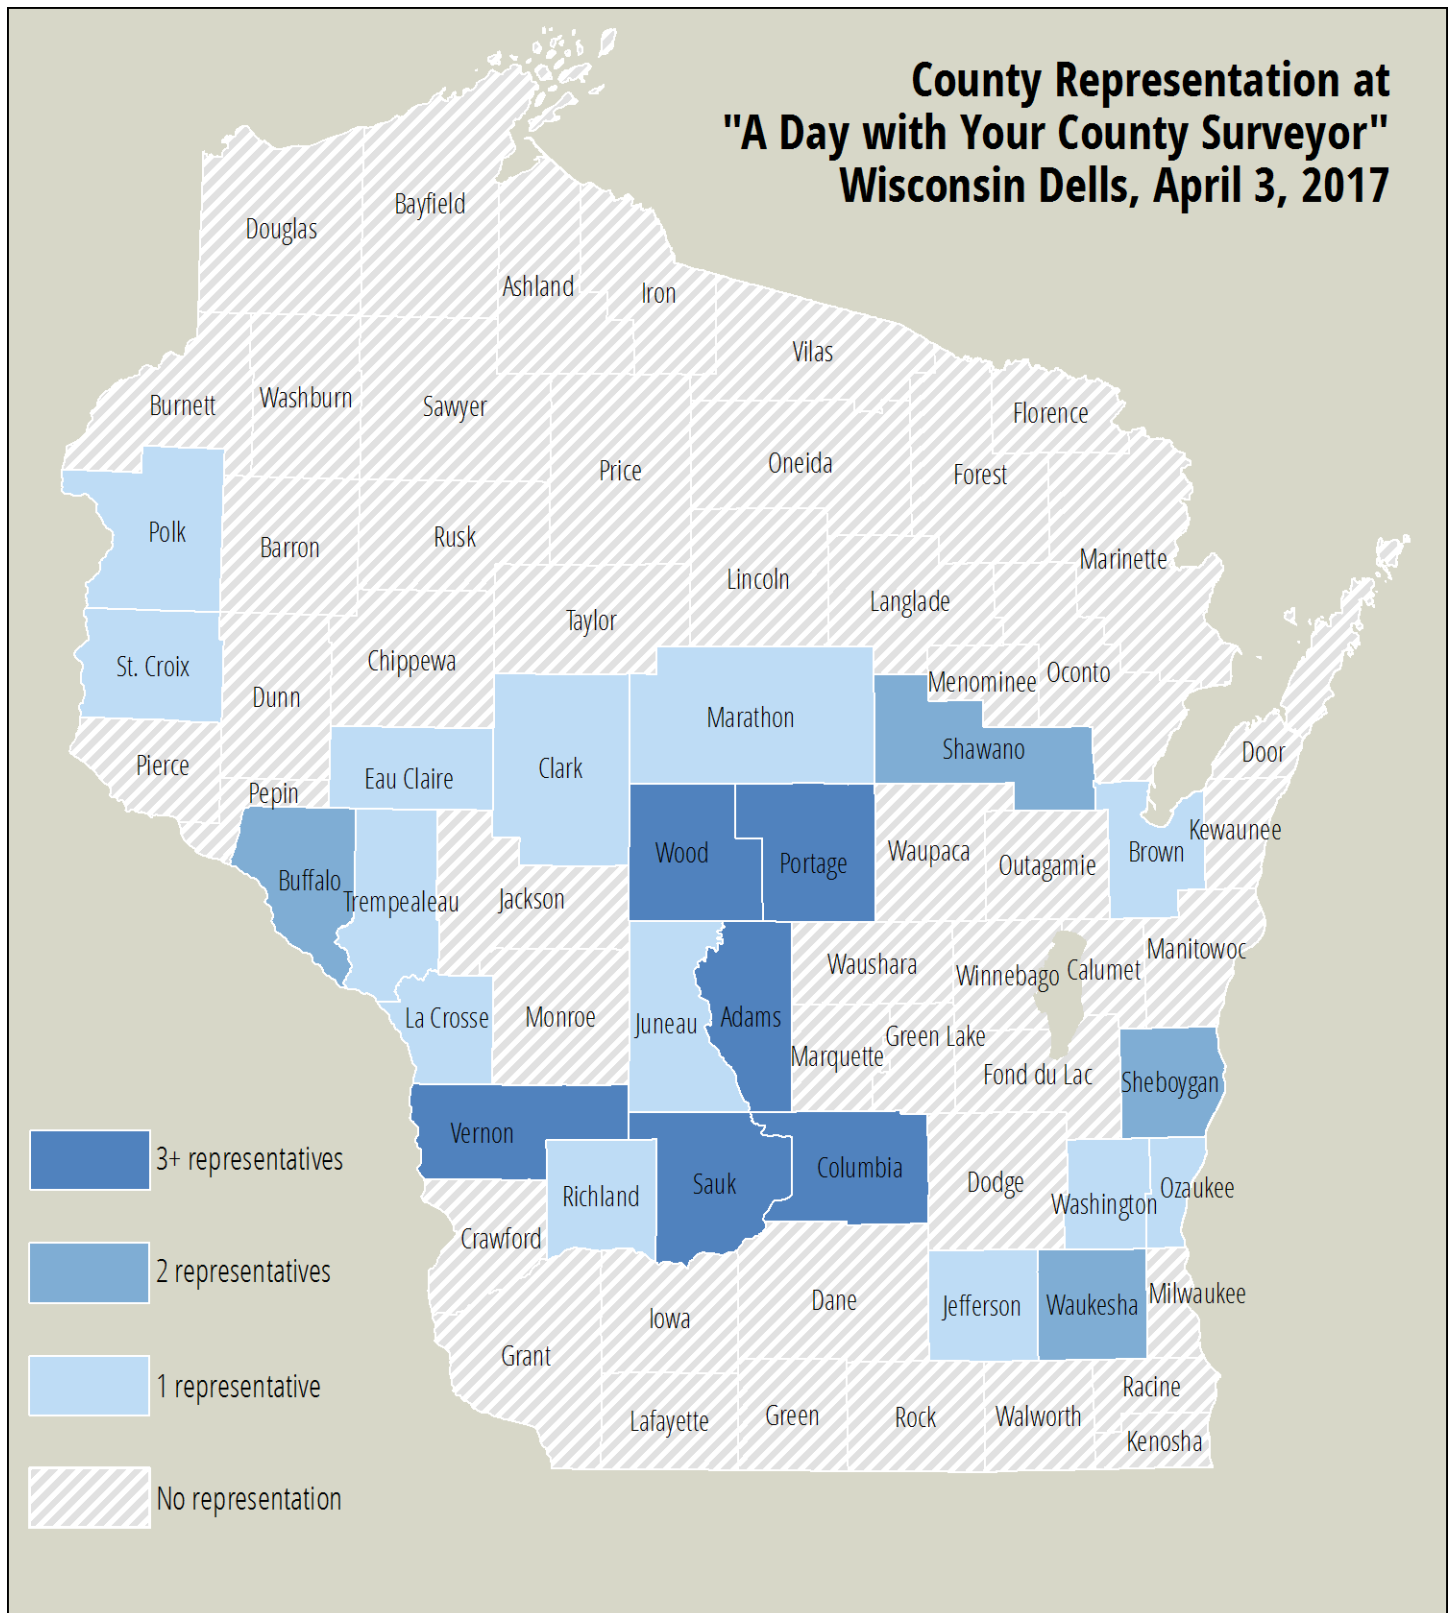 County Representation at
"A Day with Your County Surveyor"
Wisconsin Dells, April 3, 2017
Bayfield
Douglas
Ashland
Iron
Vilas
Burnett
Washburn
Sawyer
Florence
Price
Oneida
Forest
Polk
Barron
Rusk
Marinette
Lincoln
Langlade
Taylor
St. Croix
Chippewa
Menominee
Oconto
Dunn
Marathon
Shawano
Door
Pierce
Eau Claire
Clark
Pepin
Kewaunee
Wood
Portage
Waupaca
Outagamie
Brown
Buffalo
Trempealeau
Jackson
Manitowoc
Waushara
Winnebago
Calumet
La Crosse
Monroe
Juneau
Adams
Green Lake
Marquette
Fond du Lac
Sheboygan
Vernon
Columbia
Sauk
Dodge
Richland
Washington
Ozaukee
Crawford
Milwaukee
Dane
Jefferson
Waukesha
Iowa
Grant
Racine
Lafayette
Green
Rock
Walworth
Kenosha
3+ representatives
2 representatives
1 representative
No representation